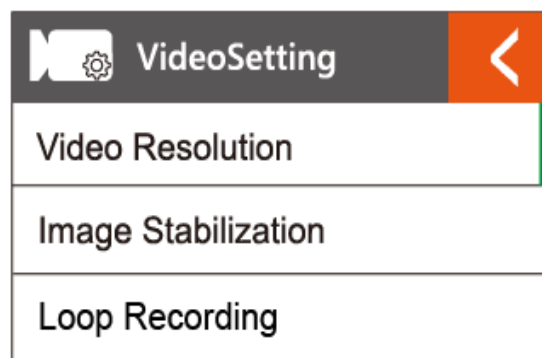 VideoSetting
Video Resolution
Image Stabilization
Loop Recording